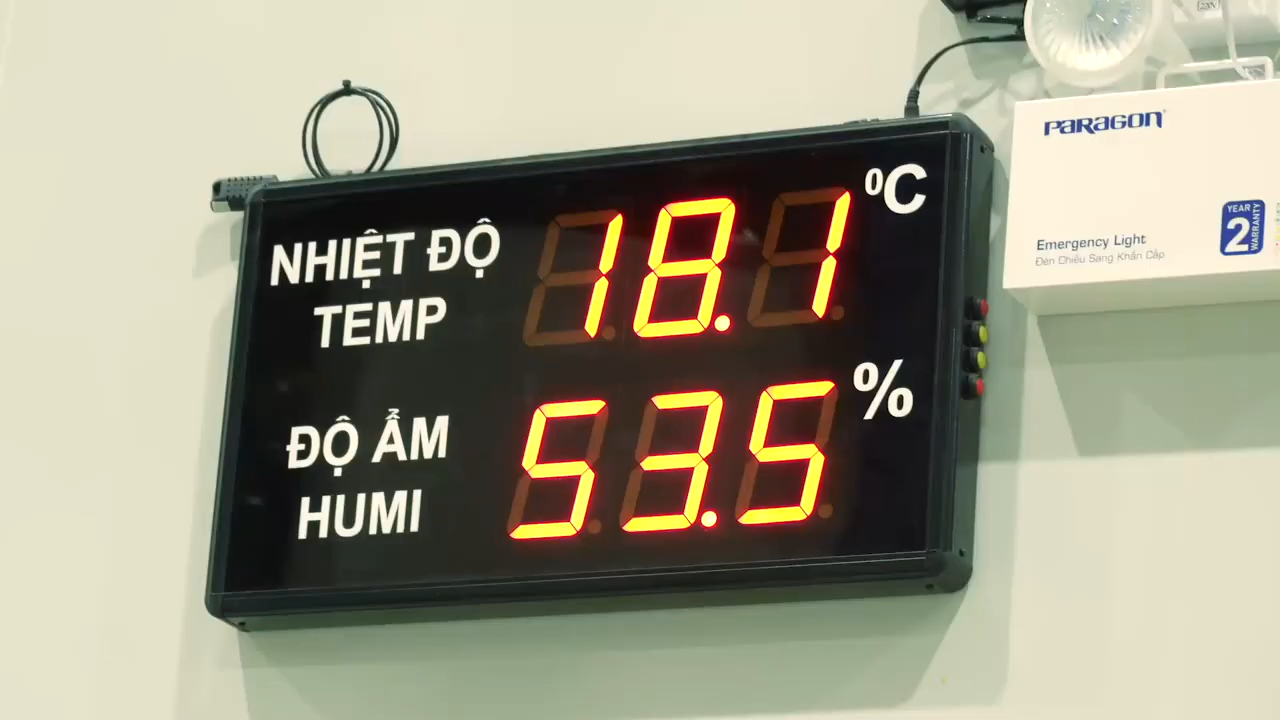 NHIỆT ĐỘ
TEMP
18.1
⁰C
ĐỘ ẨM
HUMI
53.5
%
PARAGON
YEAR
2
WARRANTY
Emergency Light
Đèn Chiếu Sáng Khẩn Cấp